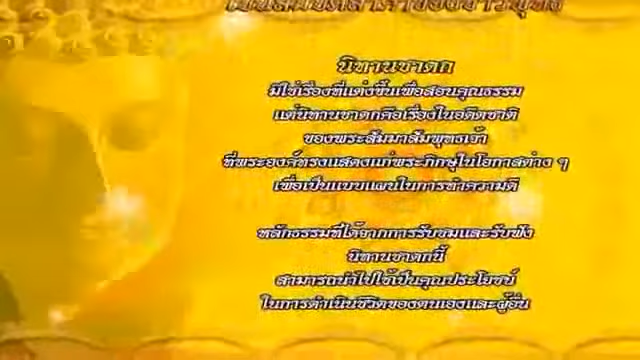 นิทานชาดก
มิใช่เรื่องที่แต่งขึ้นเพื่อสอนคุณธรรม
แต่นิทานชาดกคือเรื่องในอดีตชาติ
ของพระสัมมาสัมพุทธเจ้า
ที่พระองค์ทรงแสดงแก่พระภิกษุในโอกาสต่าง ๆ
เพื่อเป็นแบบแผนในการทำความดี
หลักธรรมที่ได้จากการรับชมและรับฟัง
นิทานชาดกนี้
สามารถนำไปใช้เป็นคุณประโยชน์
ในการดำเนินชีวิตของตนเองและผู้อื่น